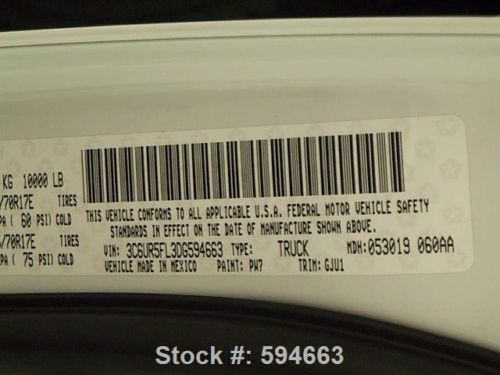 KG 10000 LB
/70R17E TIRES
PA ( 60 PSI) COLD
/70R17E TIRES
PA ( 75 PSI) COLD
THIS VEHICLE CONFORMS TO ALL APPLICABLE U.S.A. FEDERAL MOTOR VEHICLE SAFETY
STANDARDS IN EFFECT ON THE DATE OF MANUFACTURE SHOWN ABOVE.
VIN: 3C6UR5FL3DG594663 TYPE: TRUCK MDH: 053019 060AA
VEHICLE MADE IN MEXICO PAINT: PW7 TRIM: GJU1
Stock #: 594663